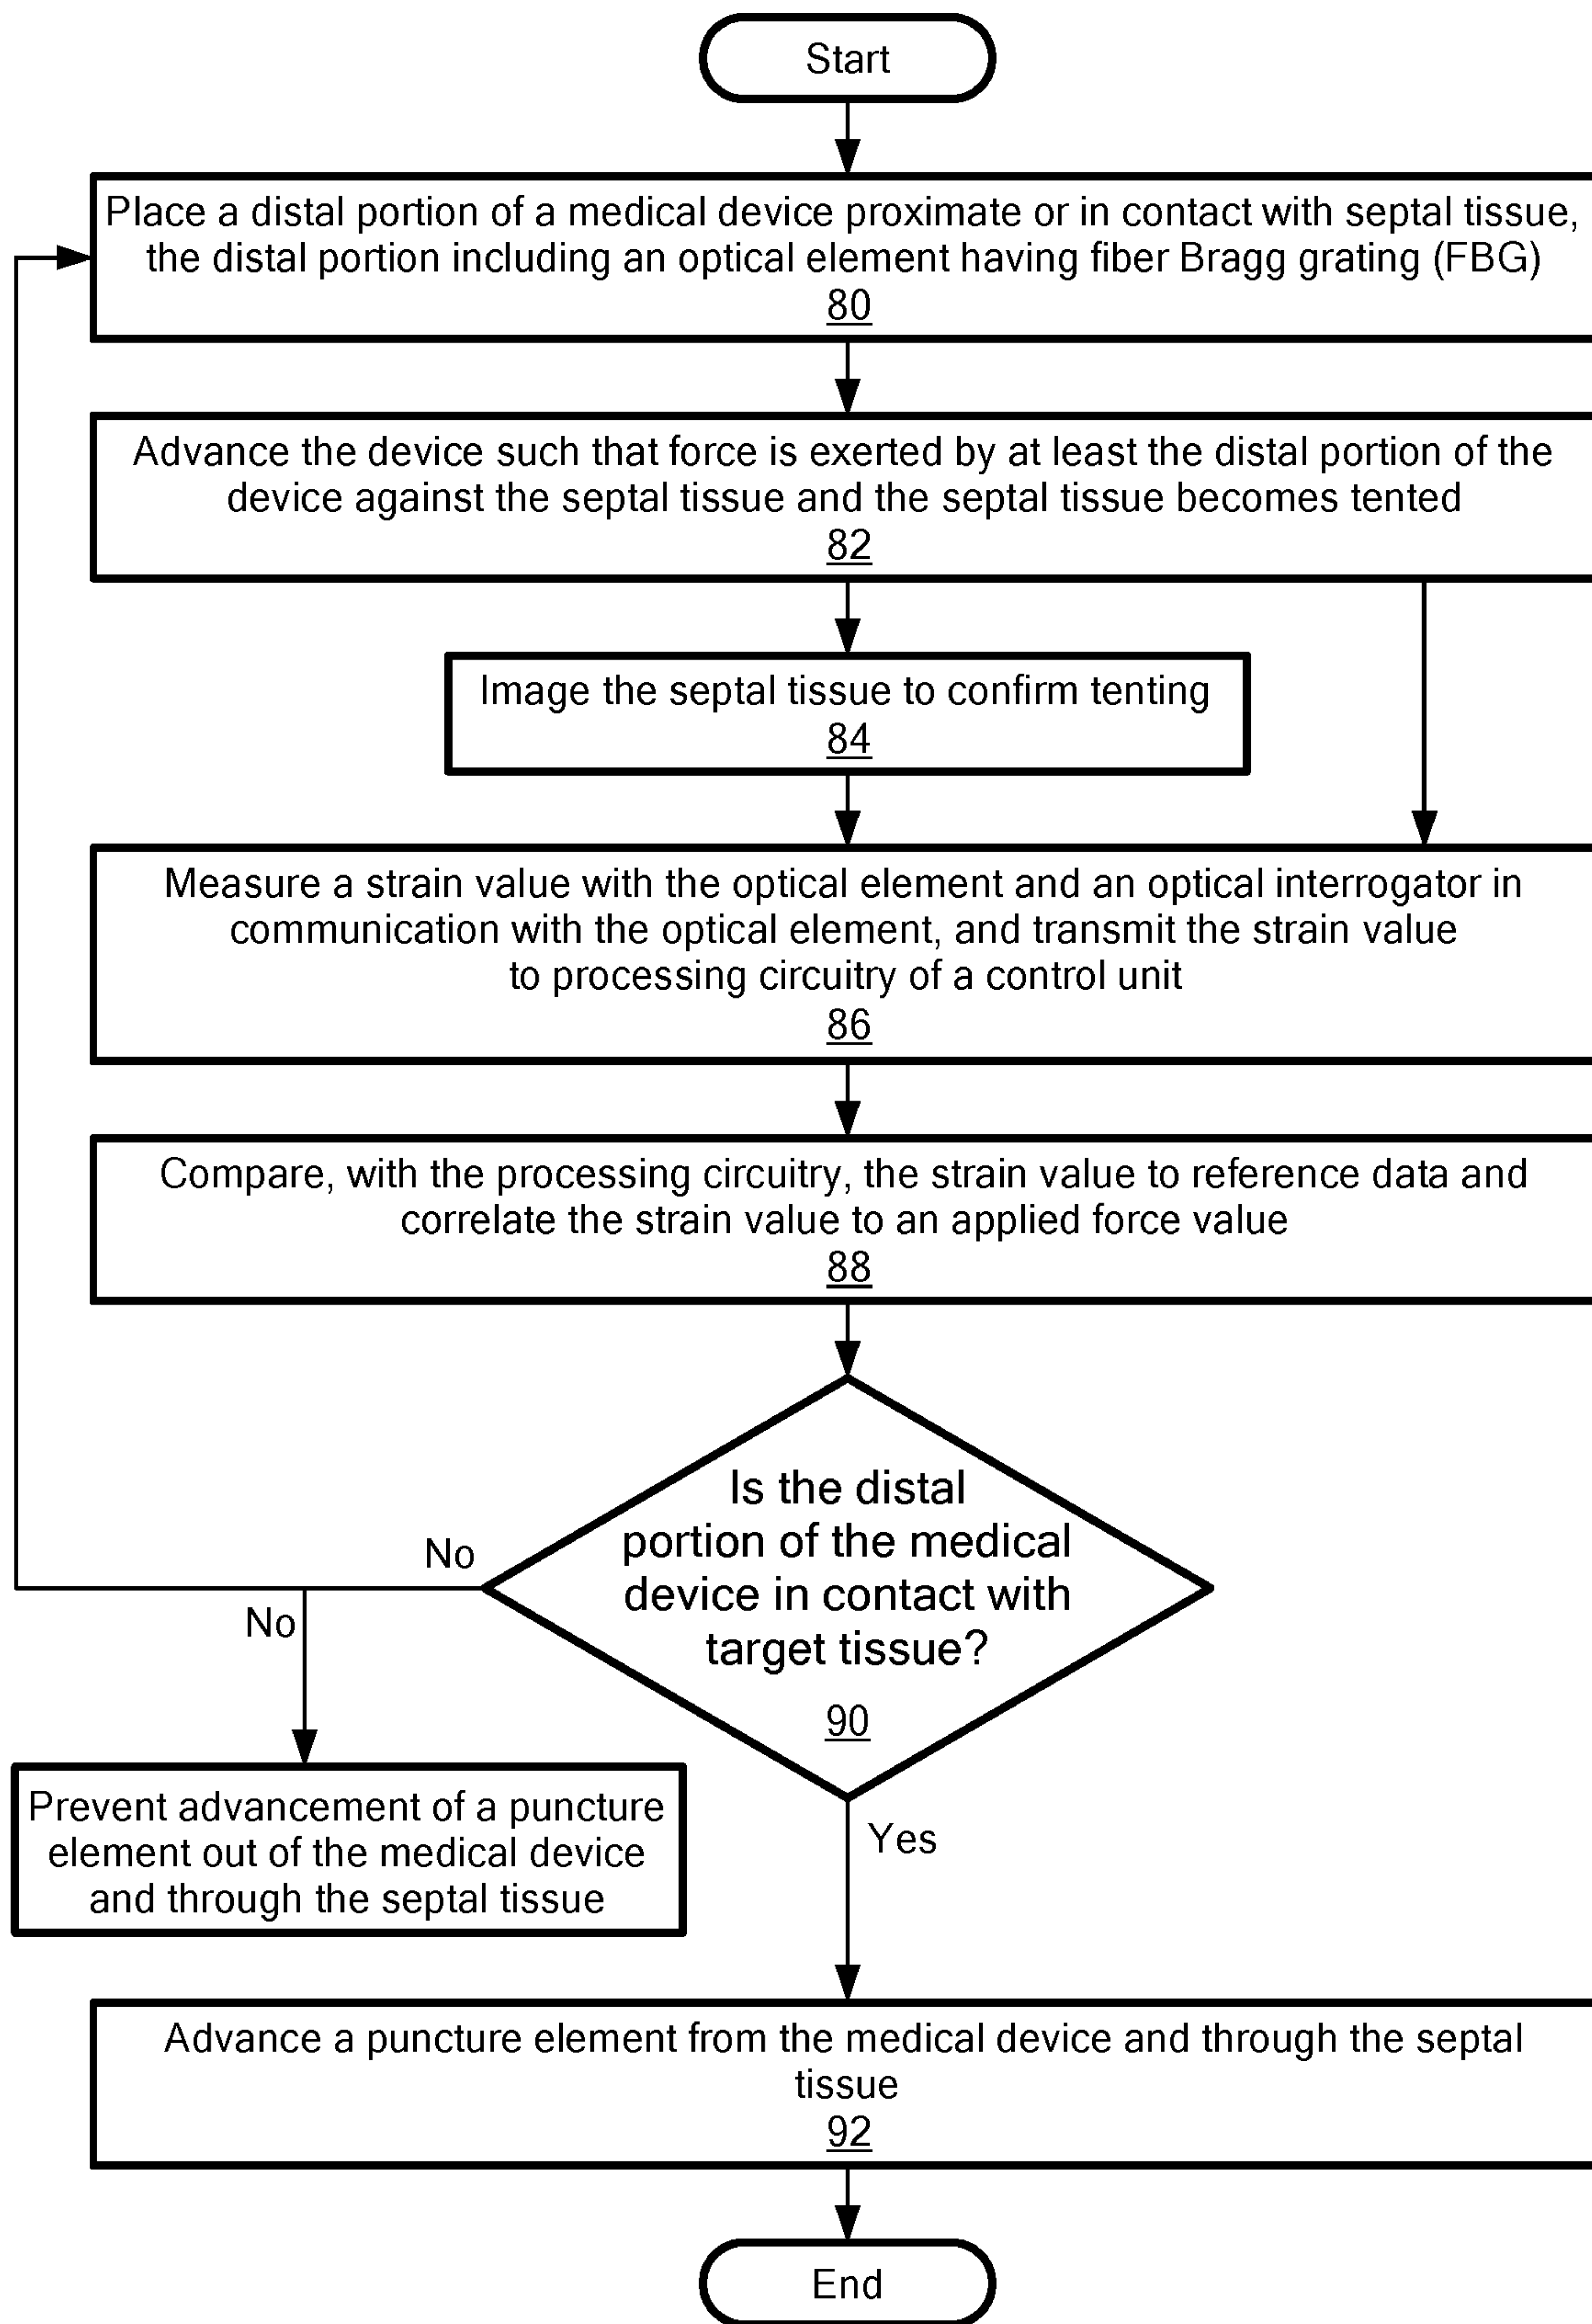 Start
Place a distal portion of a medical device proximate or in contact with septal tissue,
the distal portion including an optical element having fiber Bragg grating (FBG)
80
Advance the device such that force is exerted by at least the distal portion of the
device against the septal tissue and the septal tissue becomes tented
82
Image the septal tissue to confirm tenting
84
Measure a strain value with the optical element and an optical interrogator in
communication with the optical element, and transmit the strain value
to processing circuitry of a control unit
86
Compare, with the processing circuitry, the strain value to reference data and
correlate the strain value to an applied force value
88
Is the distal
portion of the medical
device in contact with
target tissue?
90
No
No
Prevent advancement of a puncture
element out of the medical device
and through the septal tissue
Yes
Advance a puncture element from the medical device and through the septal
tissue
92
End